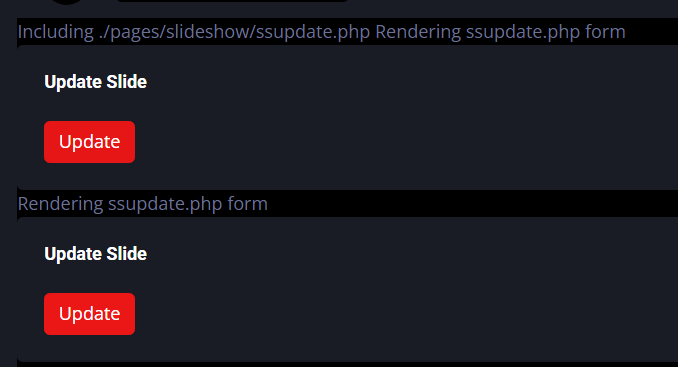 Including ./pages/slideshow/ssupdate.php Rendering ssupdate.php form
Update Slide
Update
Rendering ssupdate.php form
Update Slide
Update